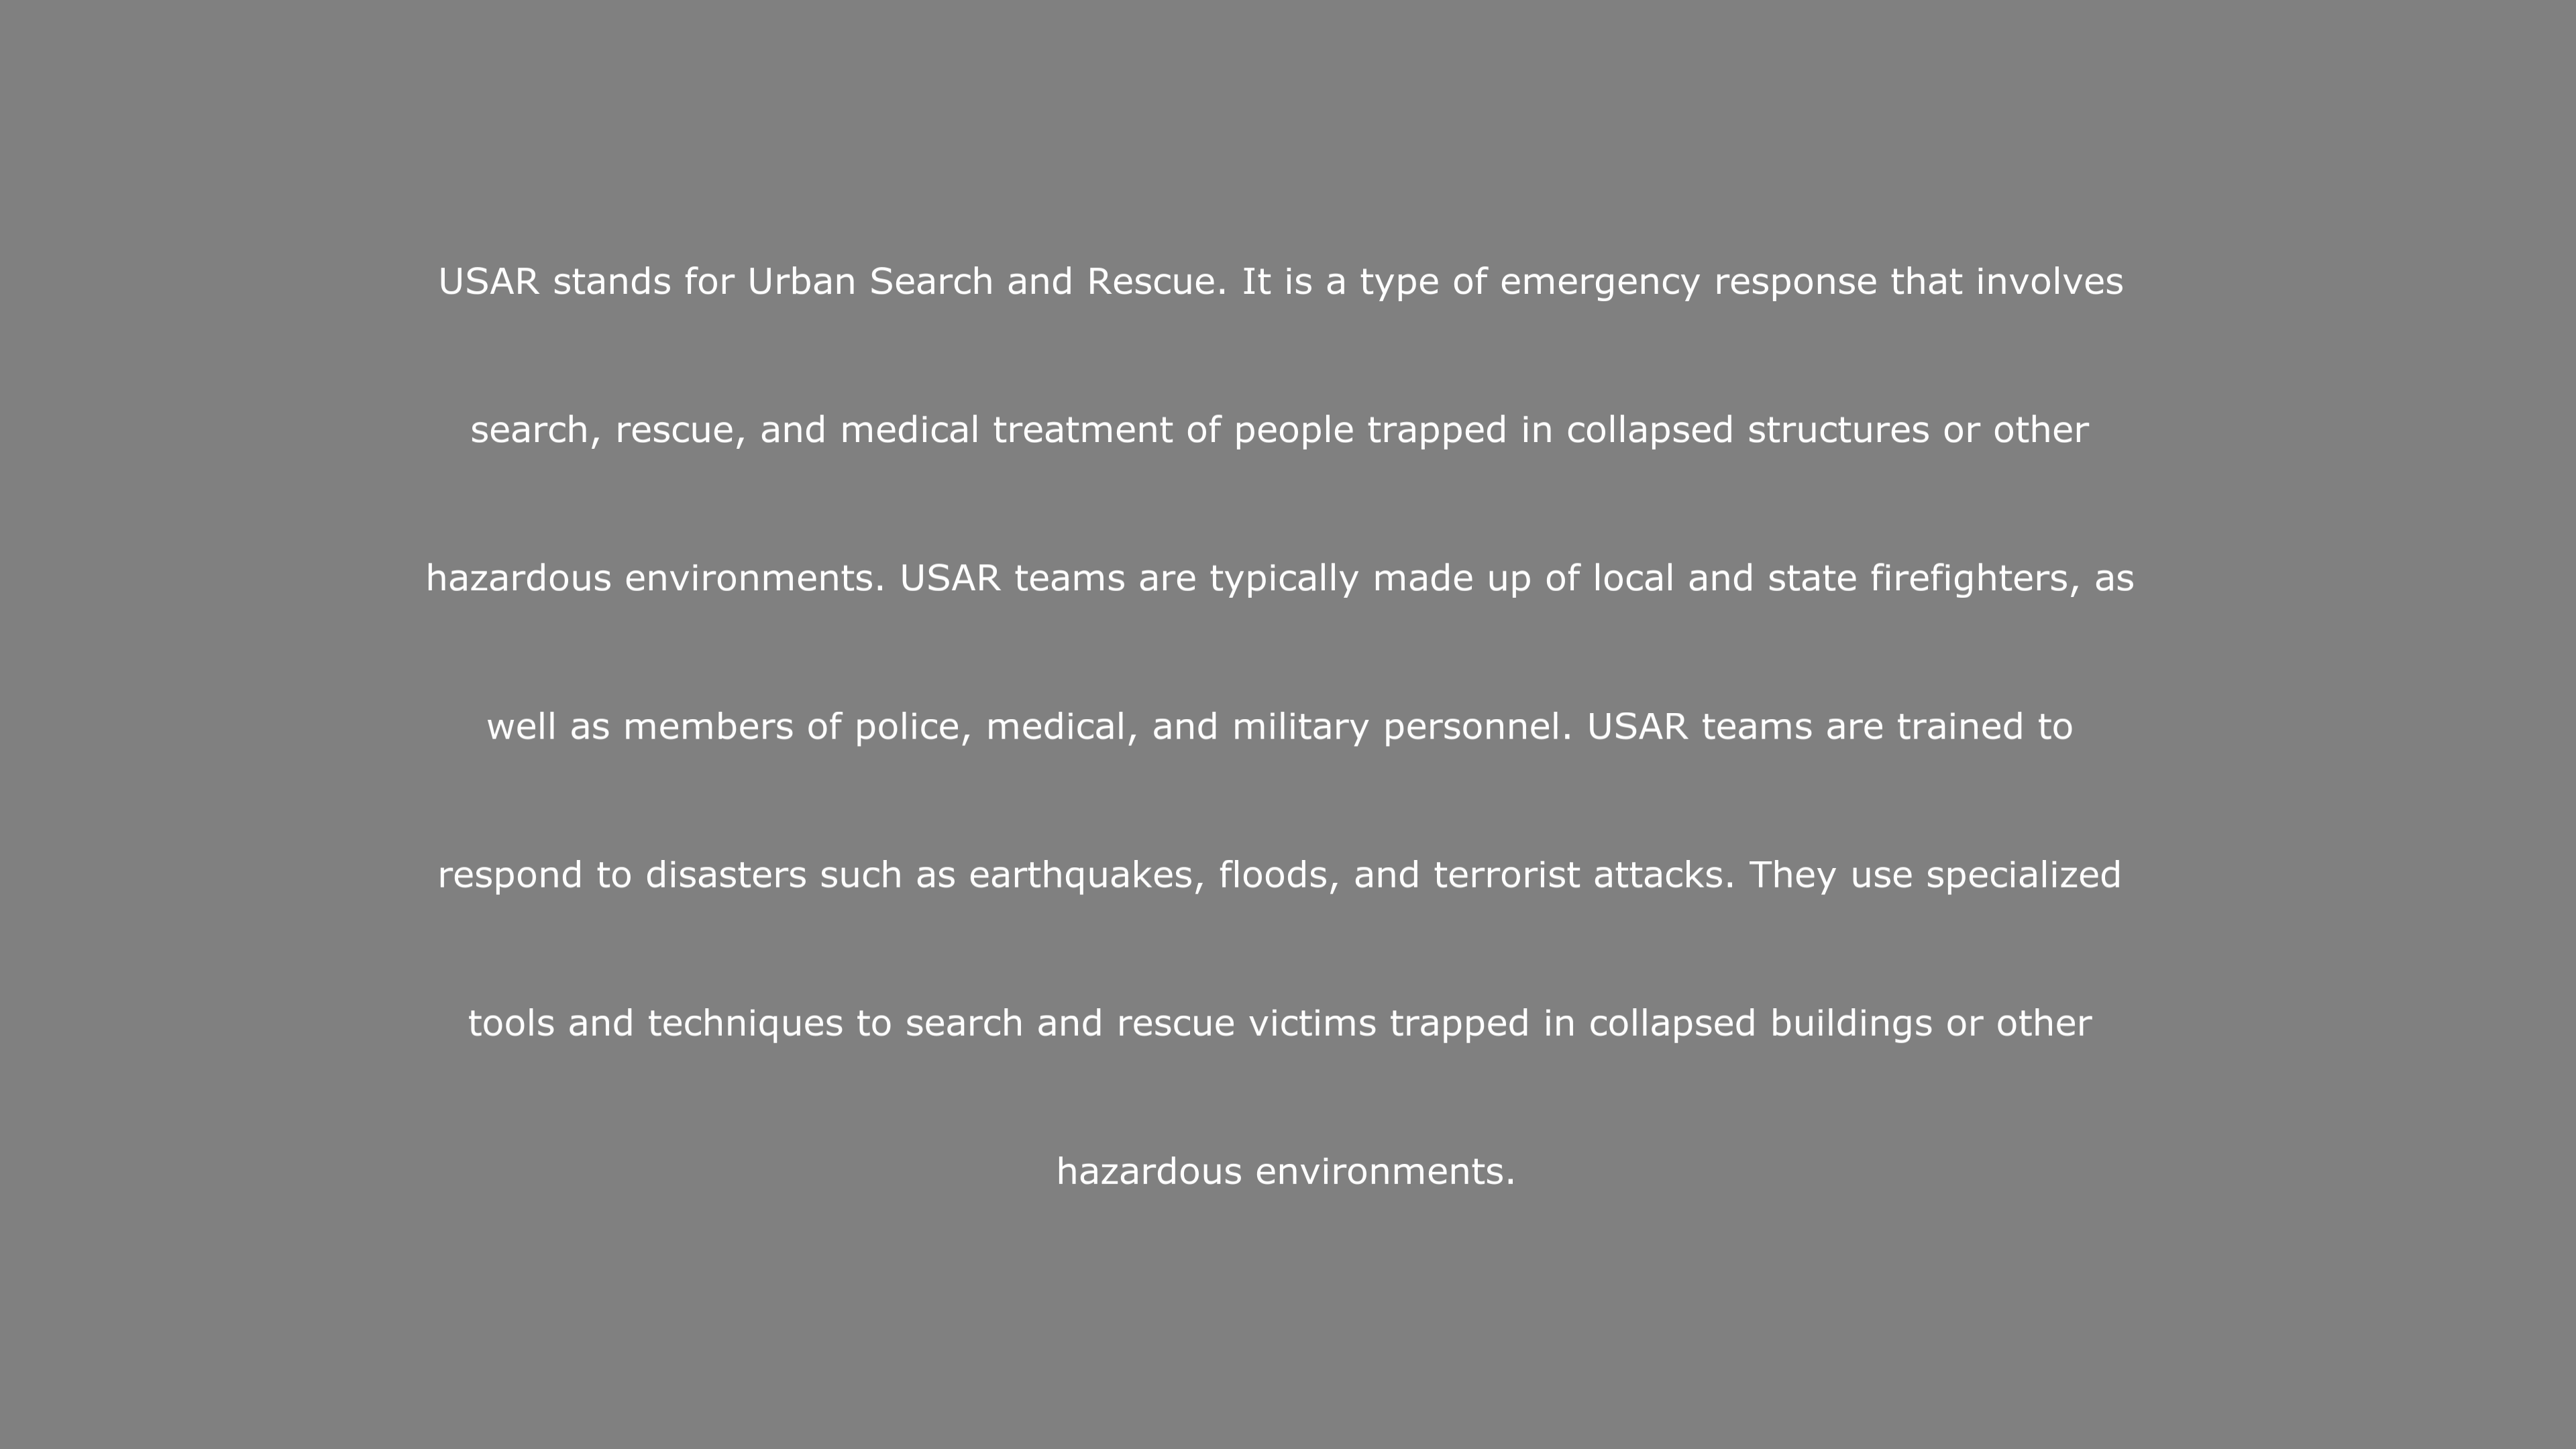 USAR stands for Urban Search and Rescue. It is a type of emergency response that involves
search, rescue, and medical treatment of people trapped in collapsed structures or other
hazardous environments. USAR teams are typically made up of local and state firefighters, as
well as members of police, medical, and military personnel. USAR teams are trained to
respond to disasters such as earthquakes, floods, and terrorist attacks. They use specialized
tools and techniques to search and rescue victims trapped in collapsed buildings or other
hazardous environments.